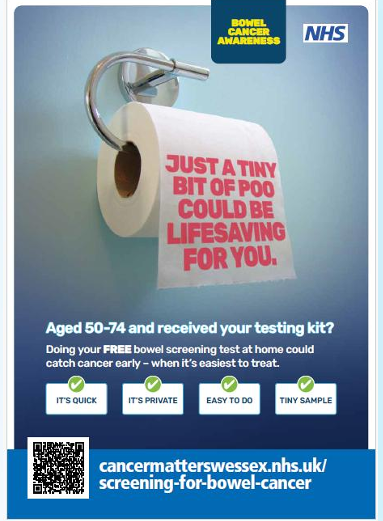 BOWEL
CANCER
AWARENESS
NHS
JUST A TINY
BIT OF POO
COULD BE
LIFESAVING
FOR YOU.
Aged 50-74 and received your testing kit?
Doing your FREE bowel screening test at home could
catch cancer early – when it's easiest to treat.
IT'S QUICK
IT'S PRIVATE
EASY TO DO
TINY SAMPLE
cancermatterswessex.nhs.uk/
screening-for-bowel-cancer